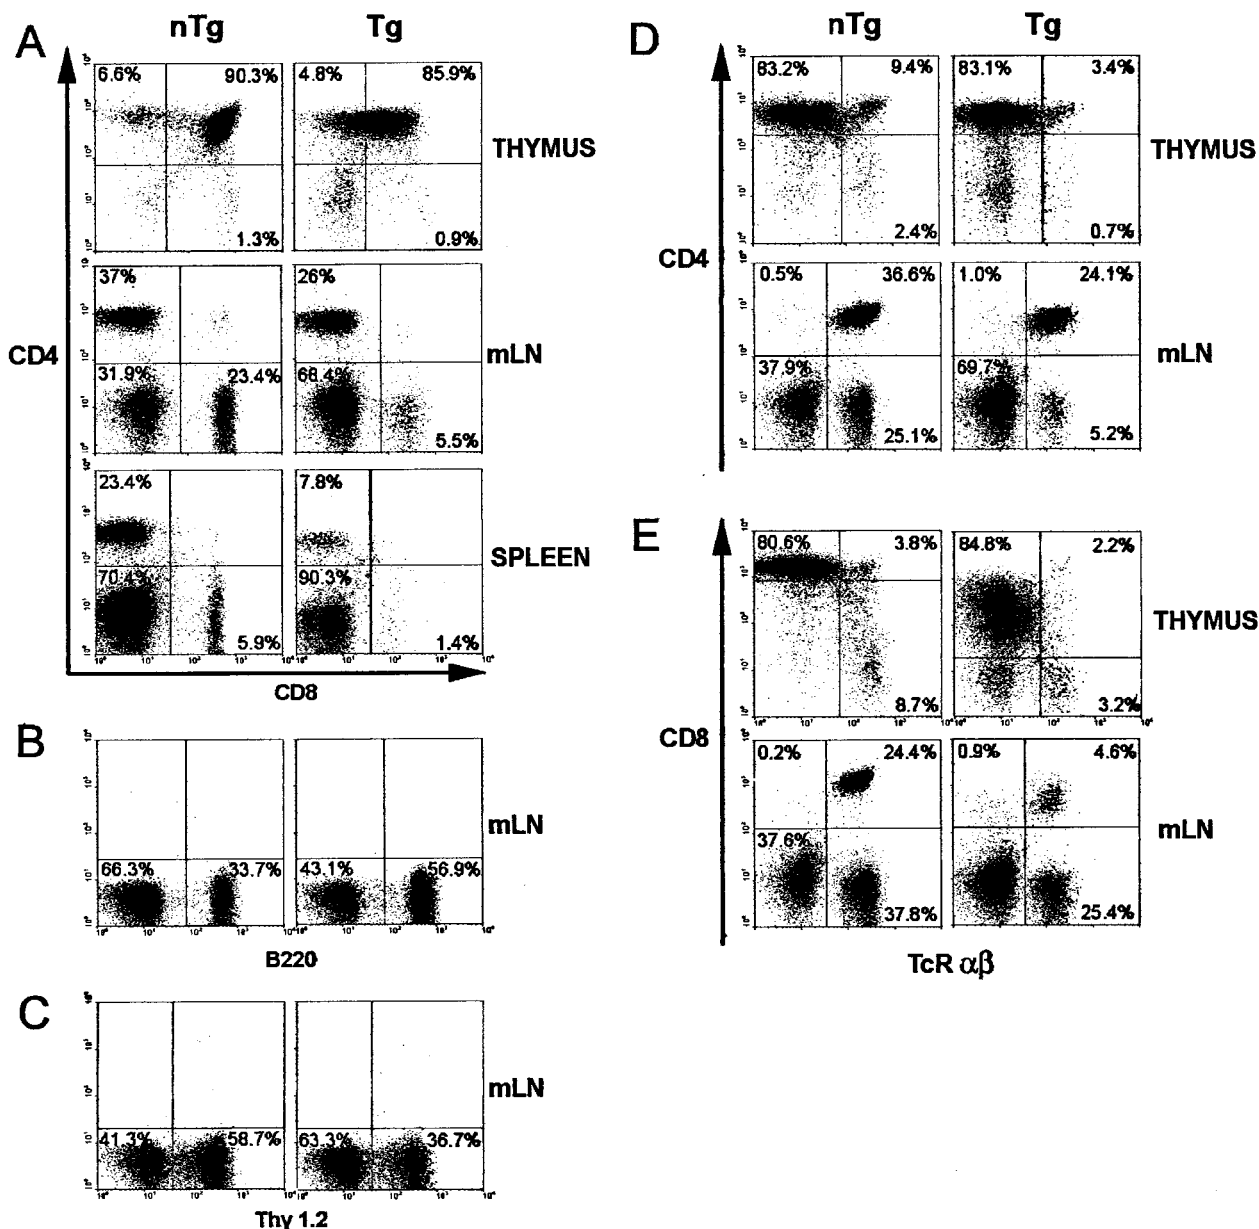 A
nTg
Tg
6.6%
90.3%
1.3%
4.8%
85.9%
0.9%
THYMUS
37%
31.9%
23.4%
26%
68.4%
5.5%
mLN
CD4
23.4%
70.4%
5.9%
7.8%
90.3%
1.4%
SPLEEN
CD8
B
66.3%
33.7%
43.1%
56.9%
mLN
B220
C
41.3%
58.7%
63.3%
36.7%
mLN
Thy 1.2
D
nTg
Tg
83.2%
9.4%
2.4%
83.1%
3.4%
0.7%
THYMUS
CD4
0.5%
36.6%
37.9%
25.1%
1.0%
24.1%
69.7%
5.2%
mLN
E
80.6%
3.8%
8.7%
84.8%
2.2%
3.2%
THYMUS
CD8
0.2%
24.4%
37.6%
37.8%
0.9%
4.6%
25.4%
mLN
TcR αβ